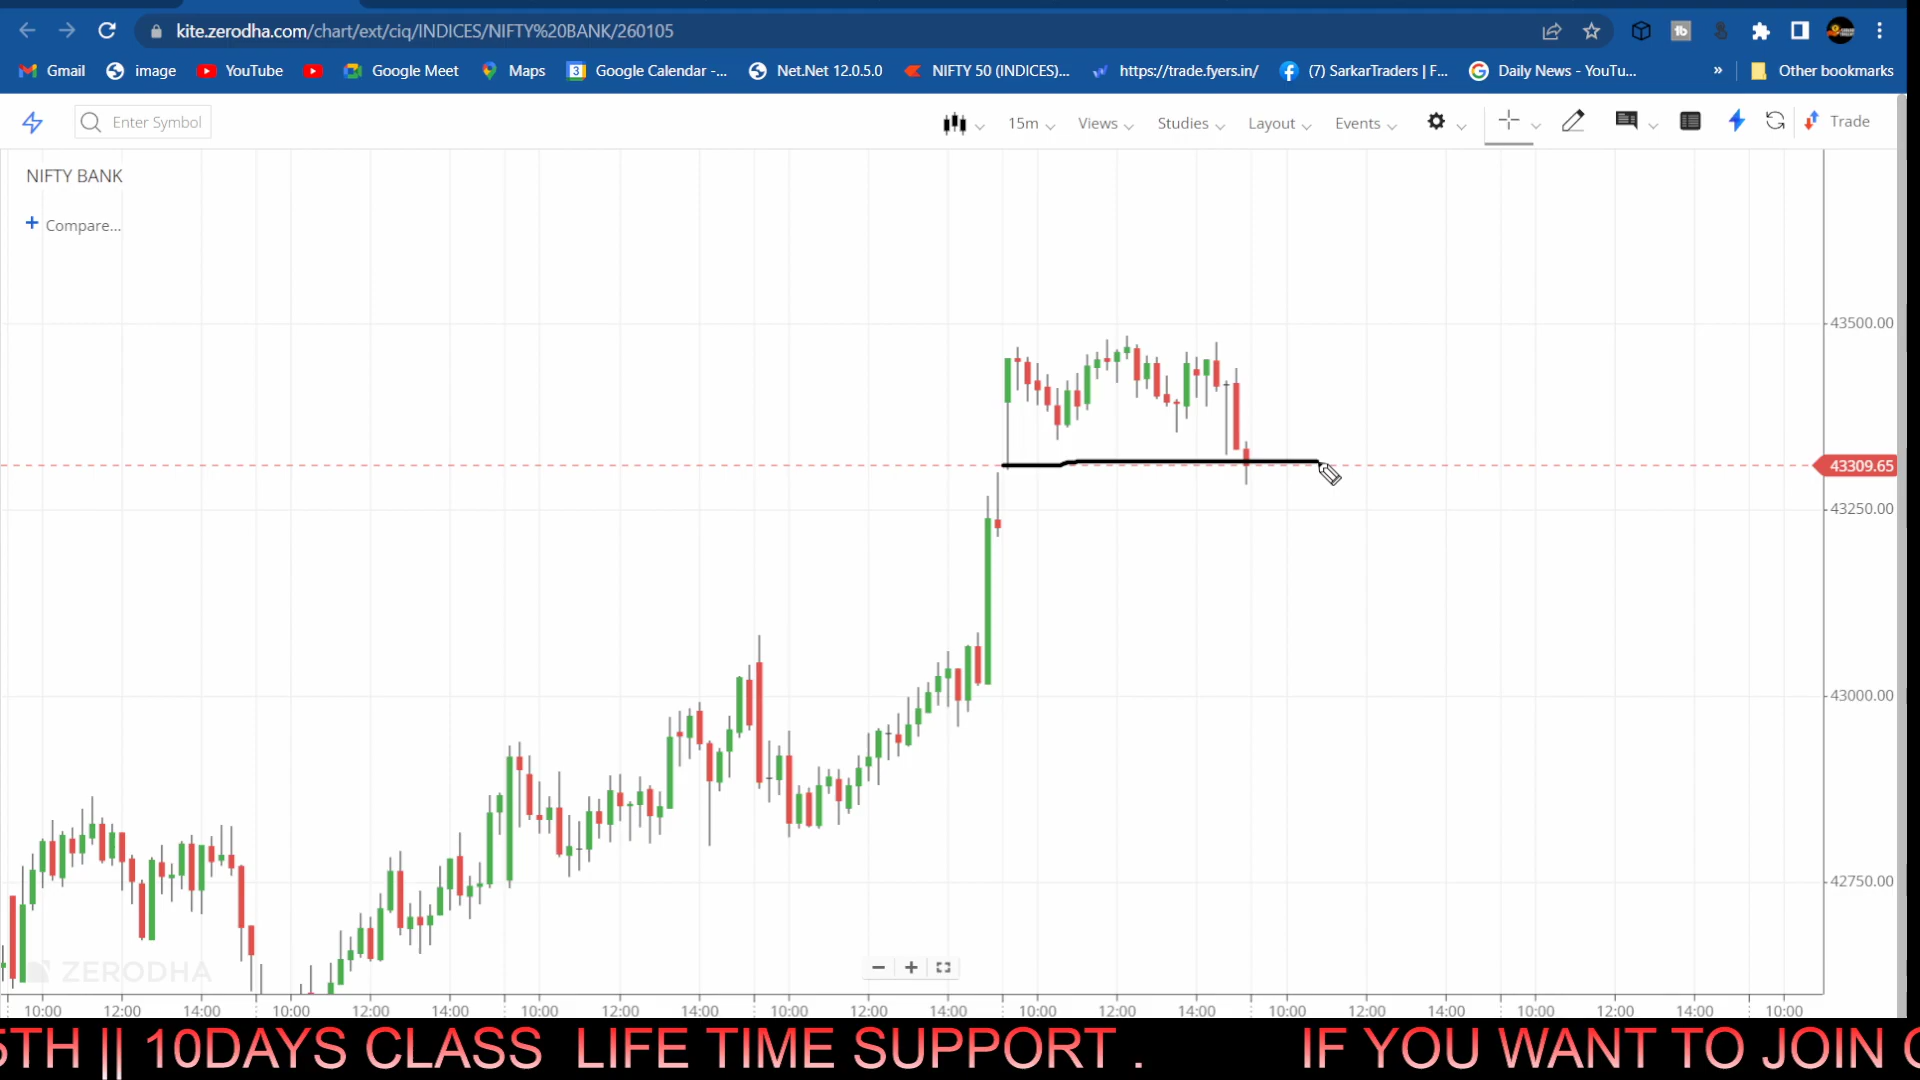 kite.zerodha.com/chart/ext/ciq/INDICES/NIFTY%20BANK/260105
Gmail image YouTube Google Meet Maps Google Calendar -... Net.Net 12.0.5.0 NIFTY 50 (INDICES)... https://trade.fyers.in/ (7) SarkarTraders | F... Daily News - YouTu... » Other bookmarks
Enter Symbol 15m Views Studies Layout Events Trade
NIFTY BANK
+ Compare...
43500.00
43309.65
43250.00
43000.00
42750.00
ZERODHA
10:00 12:00 14:00 10:00 12:00 14:00 10:00 12:00 14:00 10:00 12:00 14:00 10:00 12:00 14:00 10:00 12:00 14:00 10:00 12:00 14:00 10:00
5TH || 10DAYS CLASS LIFE TIME SUPPORT . IF YOU WANT TO JOIN